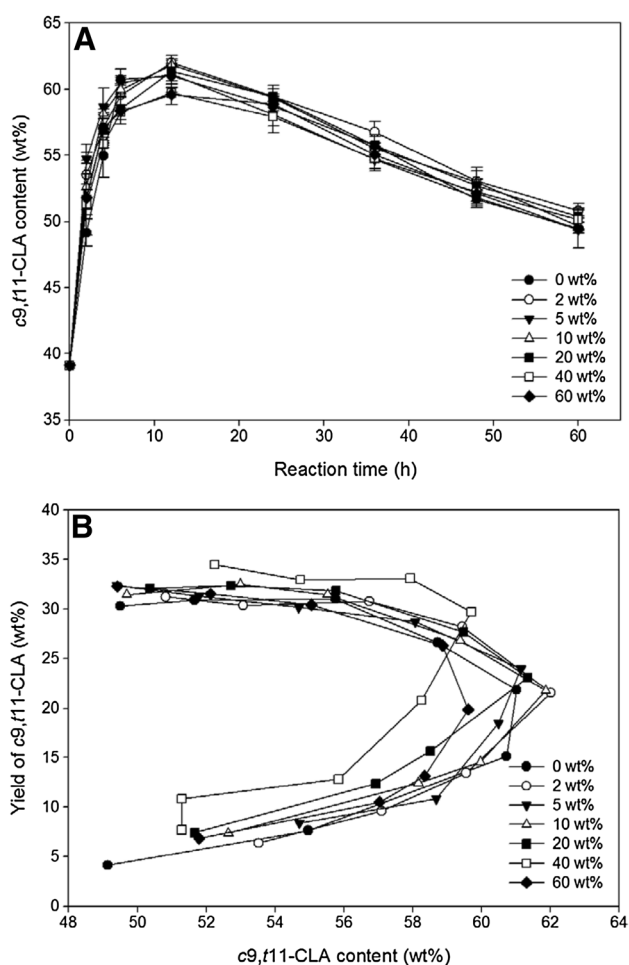 A
65
60
55
50
45
40
35
c9,t11-CLA content (wt%)
0 wt%
2 wt%
5 wt%
10 wt%
20 wt%
40 wt%
60 wt%
0 10 20 30 40 50 60
Reaction time (h)
B
40
35
30
25
20
15
10
5
0
Yield of c9,t11-CLA (wt%)
0 wt%
2 wt%
5 wt%
10 wt%
20 wt%
40 wt%
60 wt%
48 50 52 54 56 58 60 62 64
c9,t11-CLA content (wt%)